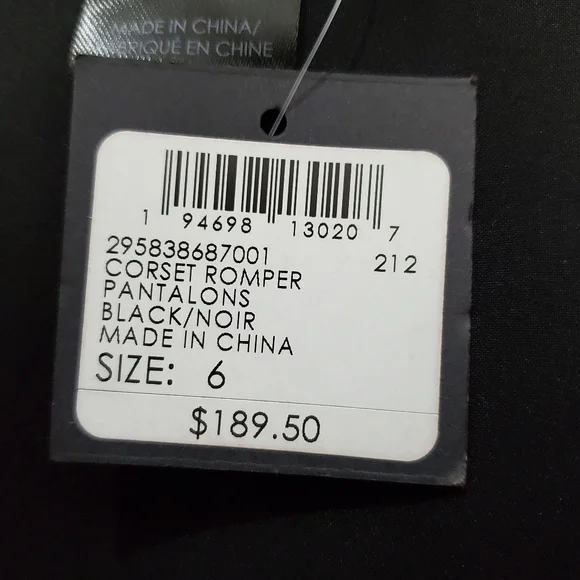 MADE IN CHINA/
BRIQUÉ EN CHINE
1 94698 13020 7
295838687001 212
CORSET ROMPER
PANTALONS
BLACK/NOIR
MADE IN CHINA
SIZE: 6
$189.50